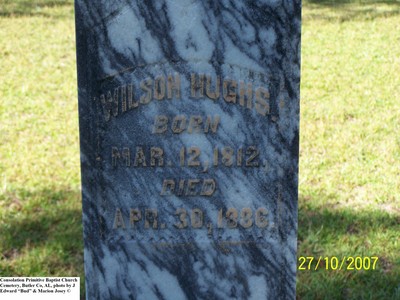 WILSON HUGHS.
BORN
MAR. 12, 1812.
DIED
APR. 30, 1896.
27/10/2007
Consolation Primitive Baptist Church
Cemetery, Butler Co, AL, photo by J
Edward "Bud" & Marion Josey ©